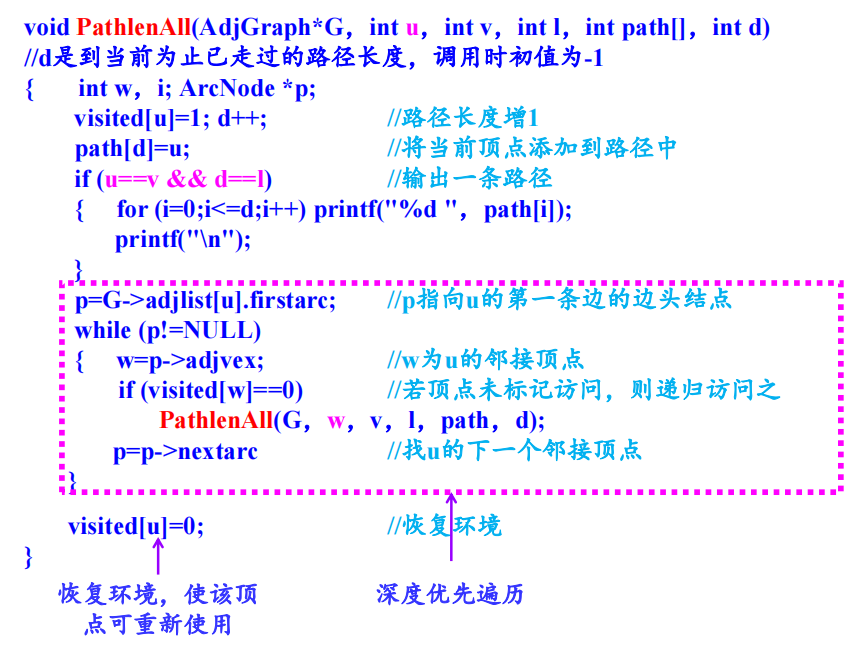 void PathlenAll(AdjGraph*G，int u，int v，int l，int path[]，int d)
//d是到当前为止已走过的路径长度，调用时初值为-1
{ int w，i; ArcNode *p;
visited[u]=1; d++; //路径长度增1
path[d]=u; //将当前顶点添加到路径中
if (u==v && d==l) //输出一条路径
{ for (i=0;i<=d;i++) printf("%d "，path[i]);
printf("\n");
}
p=G->adjlist[u].firstarc; //p指向u的第一条边的边头结点
while (p!=NULL)
{ w=p->adjvex; //w为u的邻接顶点
if (visited[w]==0) //若顶点未标记访问，则递归访问之
PathlenAll(G，w，v，l，path，d);
p=p->nextarc //找u的下一个邻接顶点
}
visited[u]=0; //恢复环境
}
恢复环境，使该顶
点可重新使用
深度优先遍历